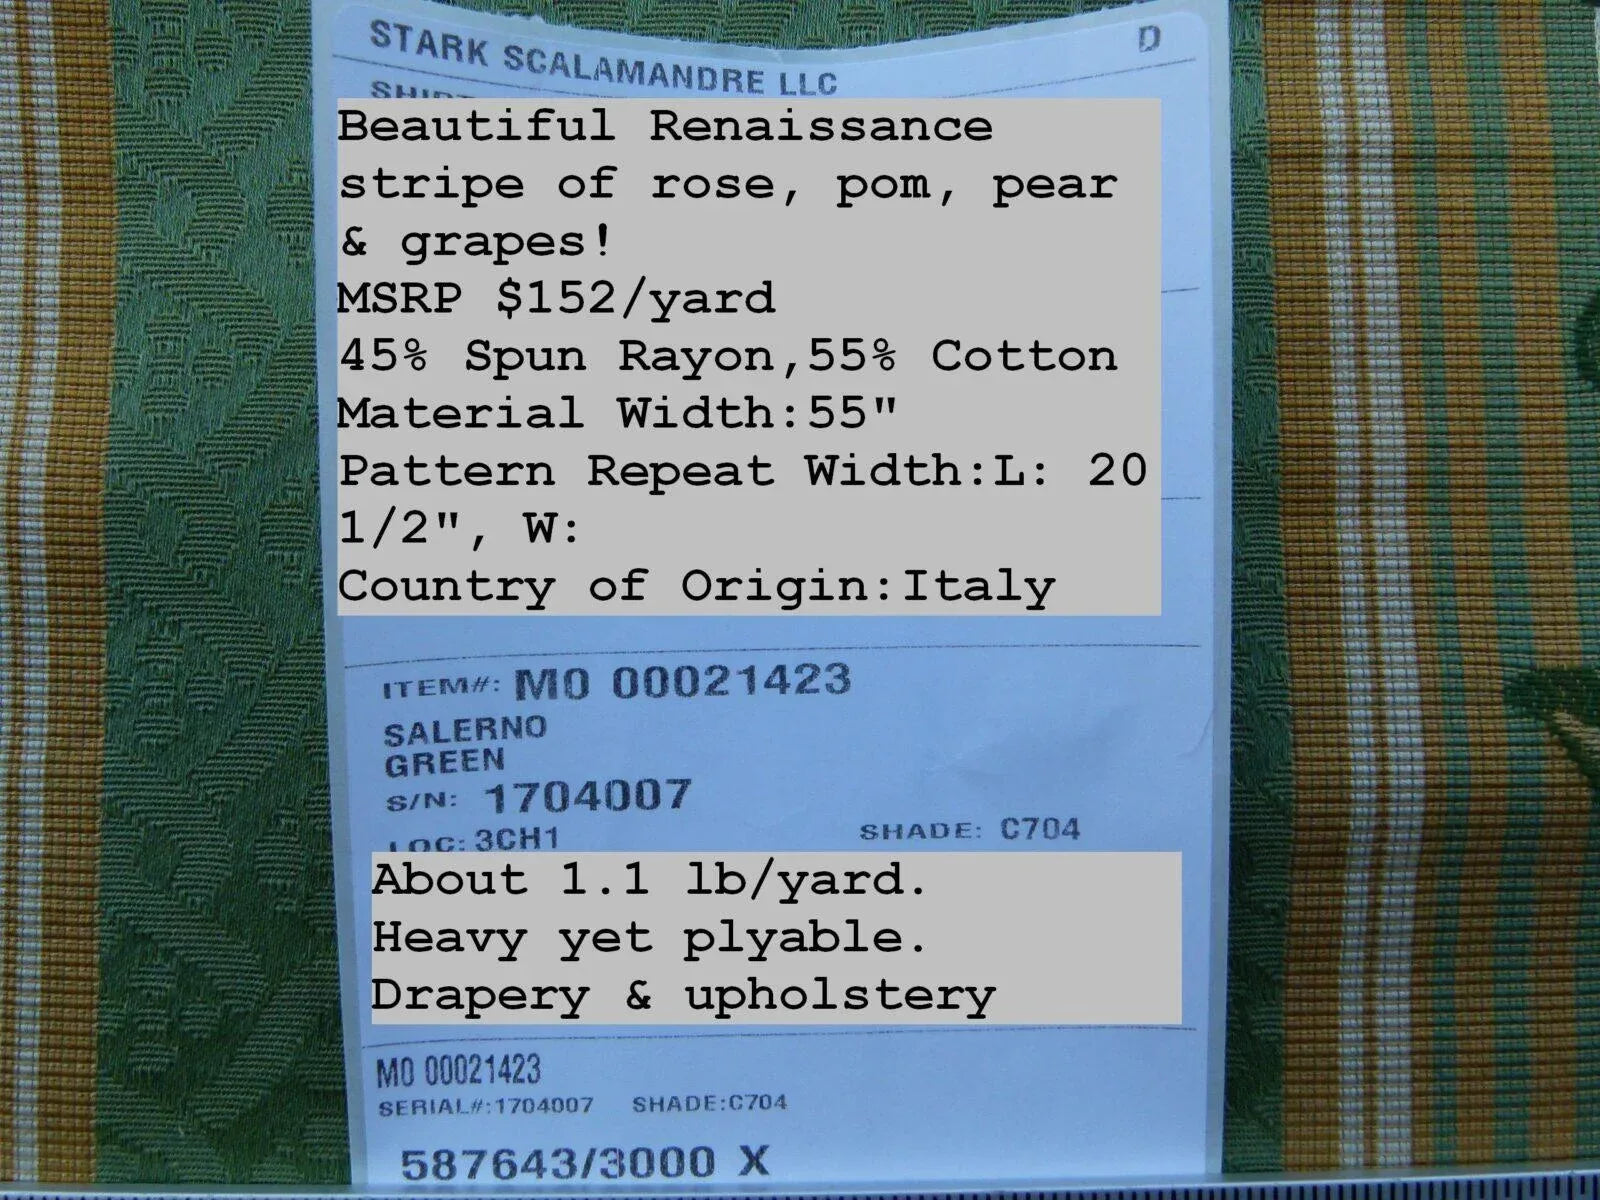 STARK SCALAMANDRE LLC
D
Beautiful Renaissance
stripe of rose, pom, pear
& grapes!
MSRP $152/yard
45% Spun Rayon,55% Cotton
Material Width:55"
Pattern Repeat Width:L: 20
1/2", W:
Country of Origin:Italy
ITEM#: M0 00021423
SALERNO
GREEN
S/N: 1704007
LOC: 3CH1 SHADE: C704
About 1.1 lb/yard.
Heavy yet plyable.
Drapery & upholstery
M0 00021423
SERIAL#:1704007 SHADE:C704
587643/3000 X